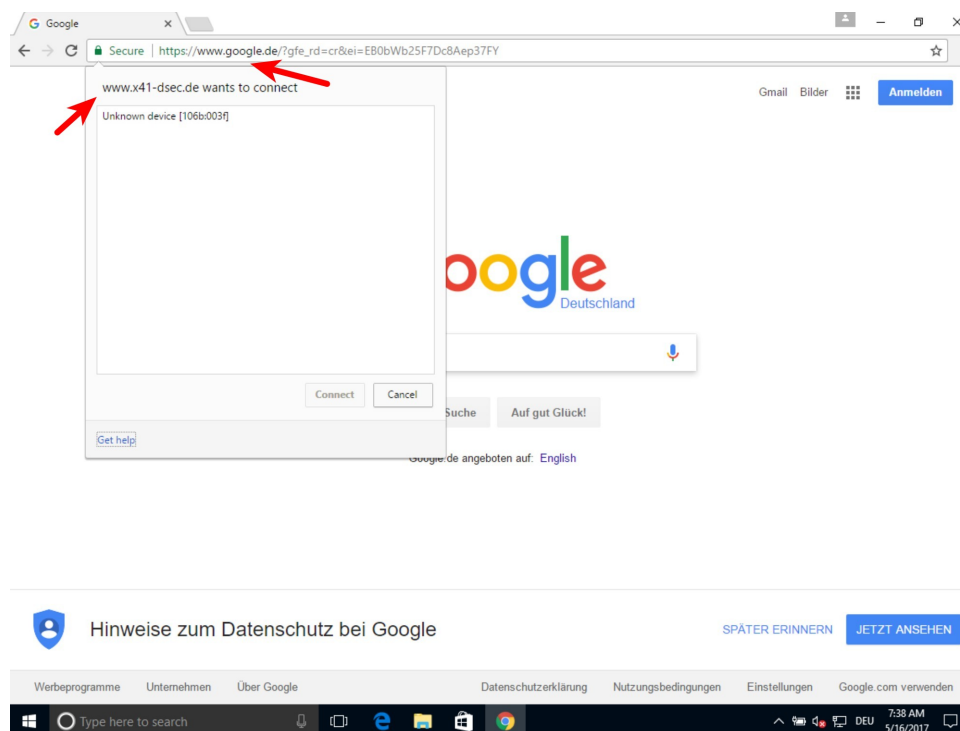 Google
Secure | https://www.google.de/?gfe_rd=cr&ei=EB0bWb25F7Dc8Aep37FY
www.x41-dsec.de wants to connect
Gmail Bilder Anmelden
Unknown device [106b:003f]
oogle
Deutschland
Connect Cancel
Suche Auf gut Glück!
Get help
Google.de angeboten auf: English
Hinweise zum Datenschutz bei Google SPÄTER ERINNERN JETZT ANSEHEN
Werbeprogramme Unternehmen Über Google Datenschutzerklärung Nutzungsbedingungen Einstellungen Google.com verwenden
Type here to search DEU 7:38 AM
5/16/2017